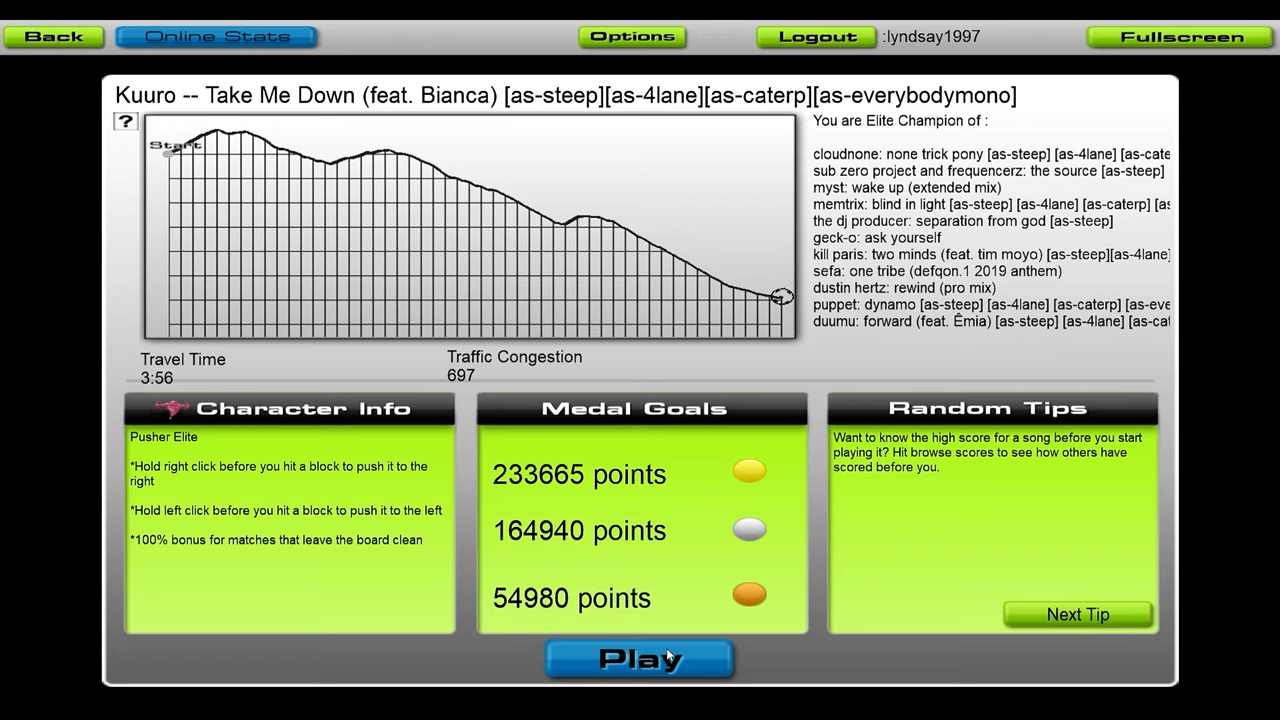 Back
Online Stats
Options
Logout
:lyndsay1997
Fullscreen
Kuuro -- Take Me Down (feat. Bianca) [as-steep][as-4lane][as-caterp][as-everybodymono]
?
Start
You are Elite Champion of :
cloudnone: none trick pony [as-steep] [as-4lane] [as-cate
sub zero project and frequencerz: the source [as-steep]
myst: wake up (extended mix)
memtrix: blind in light [as-steep] [as-4lane] [as-caterp] [as
the dj producer: separation from god [as-steep]
geck-o: ask yourself
kill paris: two minds (feat. tim moyo) [as-steep][as-4lane]
sefa: one tribe (defqon.1 2019 anthem)
dustin hertz: rewind (pro mix)
puppet: dynamo [as-steep] [as-4lane] [as-caterp] [as-eve
duumu: forward (feat. Êmia) [as-steep] [as-4lane] [as-cat
Travel Time
3:56
Traffic Congestion
697
Character Info
Pusher Elite
*Hold right click before you hit a block to push it to the
right
*Hold left click before you hit a block to push it to the left
*100% bonus for matches that leave the board clean
Medal Goals
233665 points
164940 points
54980 points
Random Tips
Want to know the high score for a song before you start
playing it? Hit browse scores to see how others have
scored before you.
Next Tip
Play